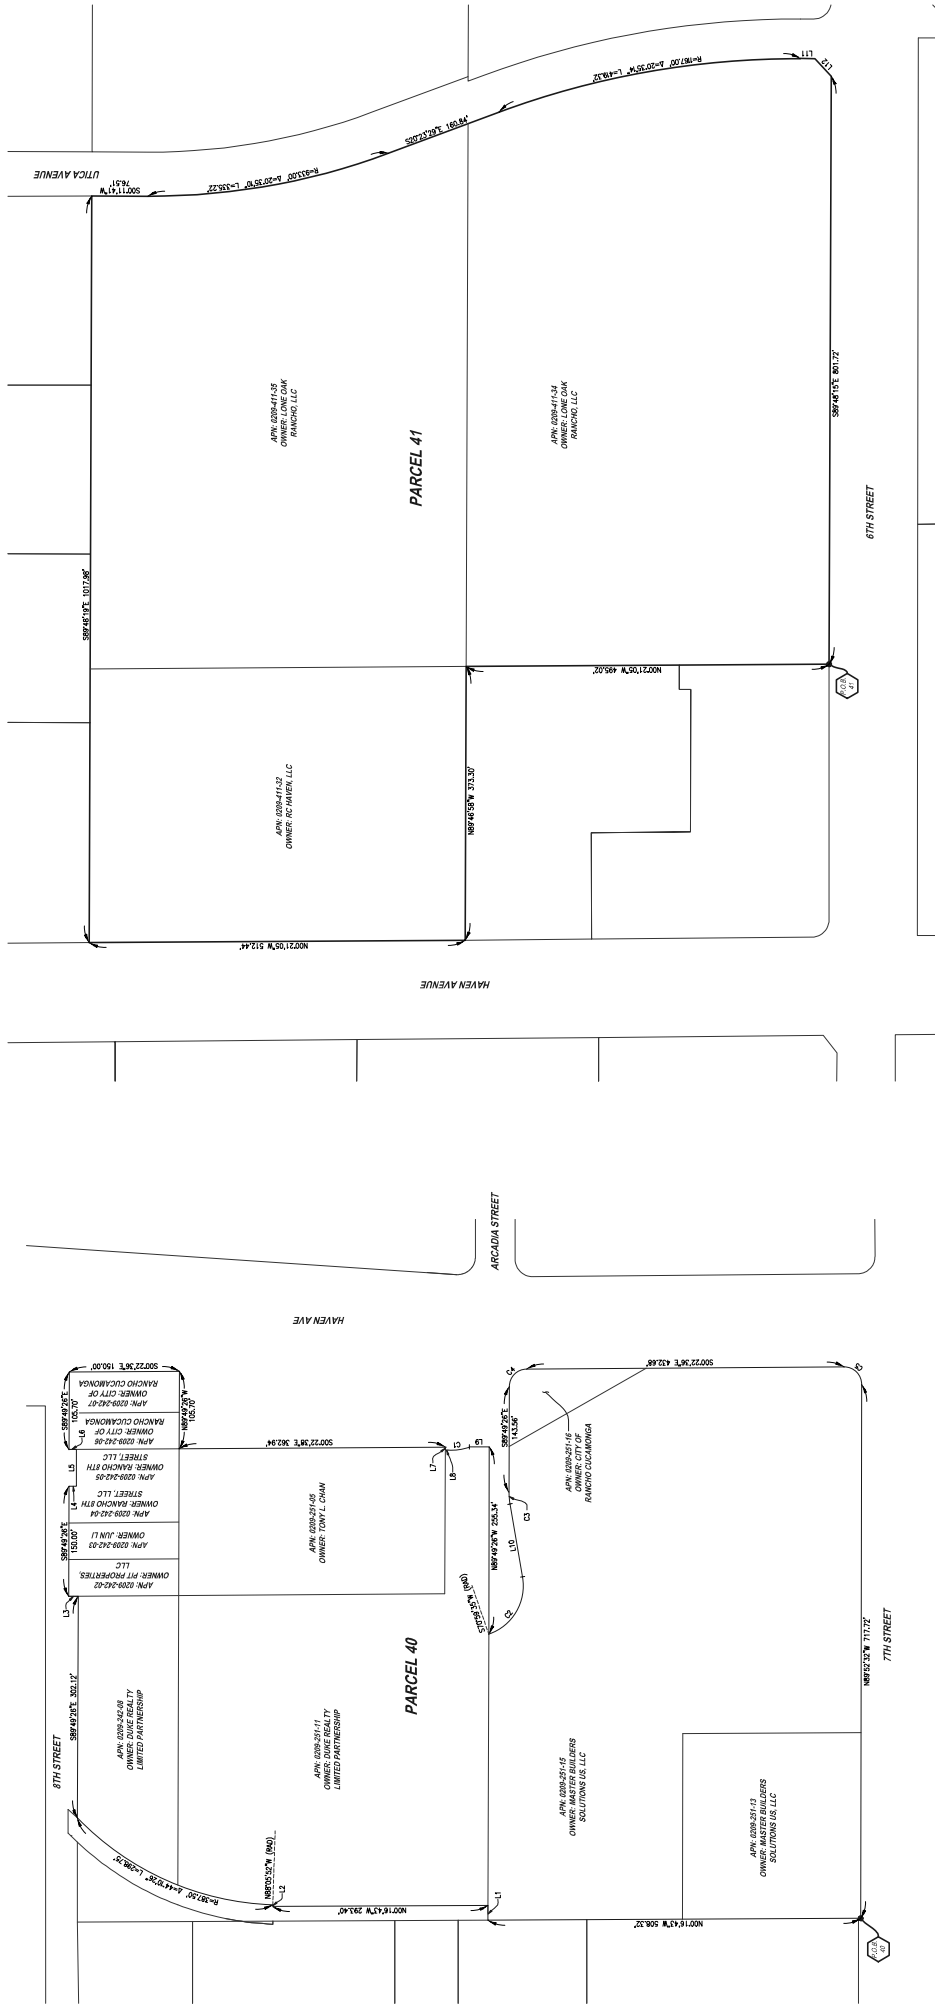 UTICA AVENUE
S00°11'41"W
76.51'
R=933.00' Δ=20°35'10" L=335.22'
S20°23'29"E 160.84'
R=1167.00' Δ=20°35'14" L=419.32'
L11
L12
S89°48'19"E 1017.96'
APN: 0209-411-35
OWNER: LONE OAK
RANCHO, LLC
PARCEL 41
APN: 0209-411-34
OWNER: LONE OAK
RANCHO, LLC
S89°48'15"E 801.72'
6TH STREET
N00°21'05"W 495.02'
P.O.B.
41
APN: 0209-411-32
OWNER: RC HAVEN, LLC
N89°46'58"W 373.30'
N00°21'05"W 512.44'
HAVEN AVENUE
ARCADIA STREET
HAVEN AVE
S00°22'36"E 150.00'
S89°49'26"E
105.70'
APN: 0209-242-07
OWNER: CITY OF
RANCHO CUCAMONGA
L6
APN: 0209-242-06
OWNER: CITY OF
RANCHO CUCAMONGA
N89°49'26"W
105.70'
L5
APN: 0209-242-05
OWNER: RANCHO 8TH
STREET, LLC
L4
APN: 0209-242-04
OWNER: RANCHO 8TH
STREET, LLC
S89°49'26"E
150.00'
APN: 0209-242-03
OWNER: JUN LI
APN: 0209-242-02
OWNER: PIT PROPERTIES,
LLC
L3
S00°22'38"E 362.94'
L7
L8
C1
L9
APN: 0209-251-05
OWNER: TONY L. CHAN
C4
S00°22'36"E 432.68'
C5
S89°49'26"E
143.56'
APN: 0209-251-16
OWNER: CITY OF
RANCHO CUCAMONGA
C3
L10
C2
N89°49'26"W 255.34'
S70°59'35"W (RAD)
8TH STREET
S89°49'26"E 302.12'
APN: 0209-242-08
OWNER: DUKE REALTY
LIMITED PARTNERSHIP
PARCEL 40
APN: 0209-251-11
OWNER: DUKE REALTY
LIMITED PARTNERSHIP
R=387.50' Δ=44°10'26" L=298.75'
N88°05'52"W (RAD)
L2
N00°16'43"W 293.40'
L1
APN: 0209-251-15
OWNER: MASTER BUILDERS
SOLUTIONS US, LLC
N89°52'32"W 717.72'
7TH STREET
APN: 0209-251-13
OWNER: MASTER BUILDERS
SOLUTIONS US, LLC
N00°16'43"W 508.32'
P.O.B.
40